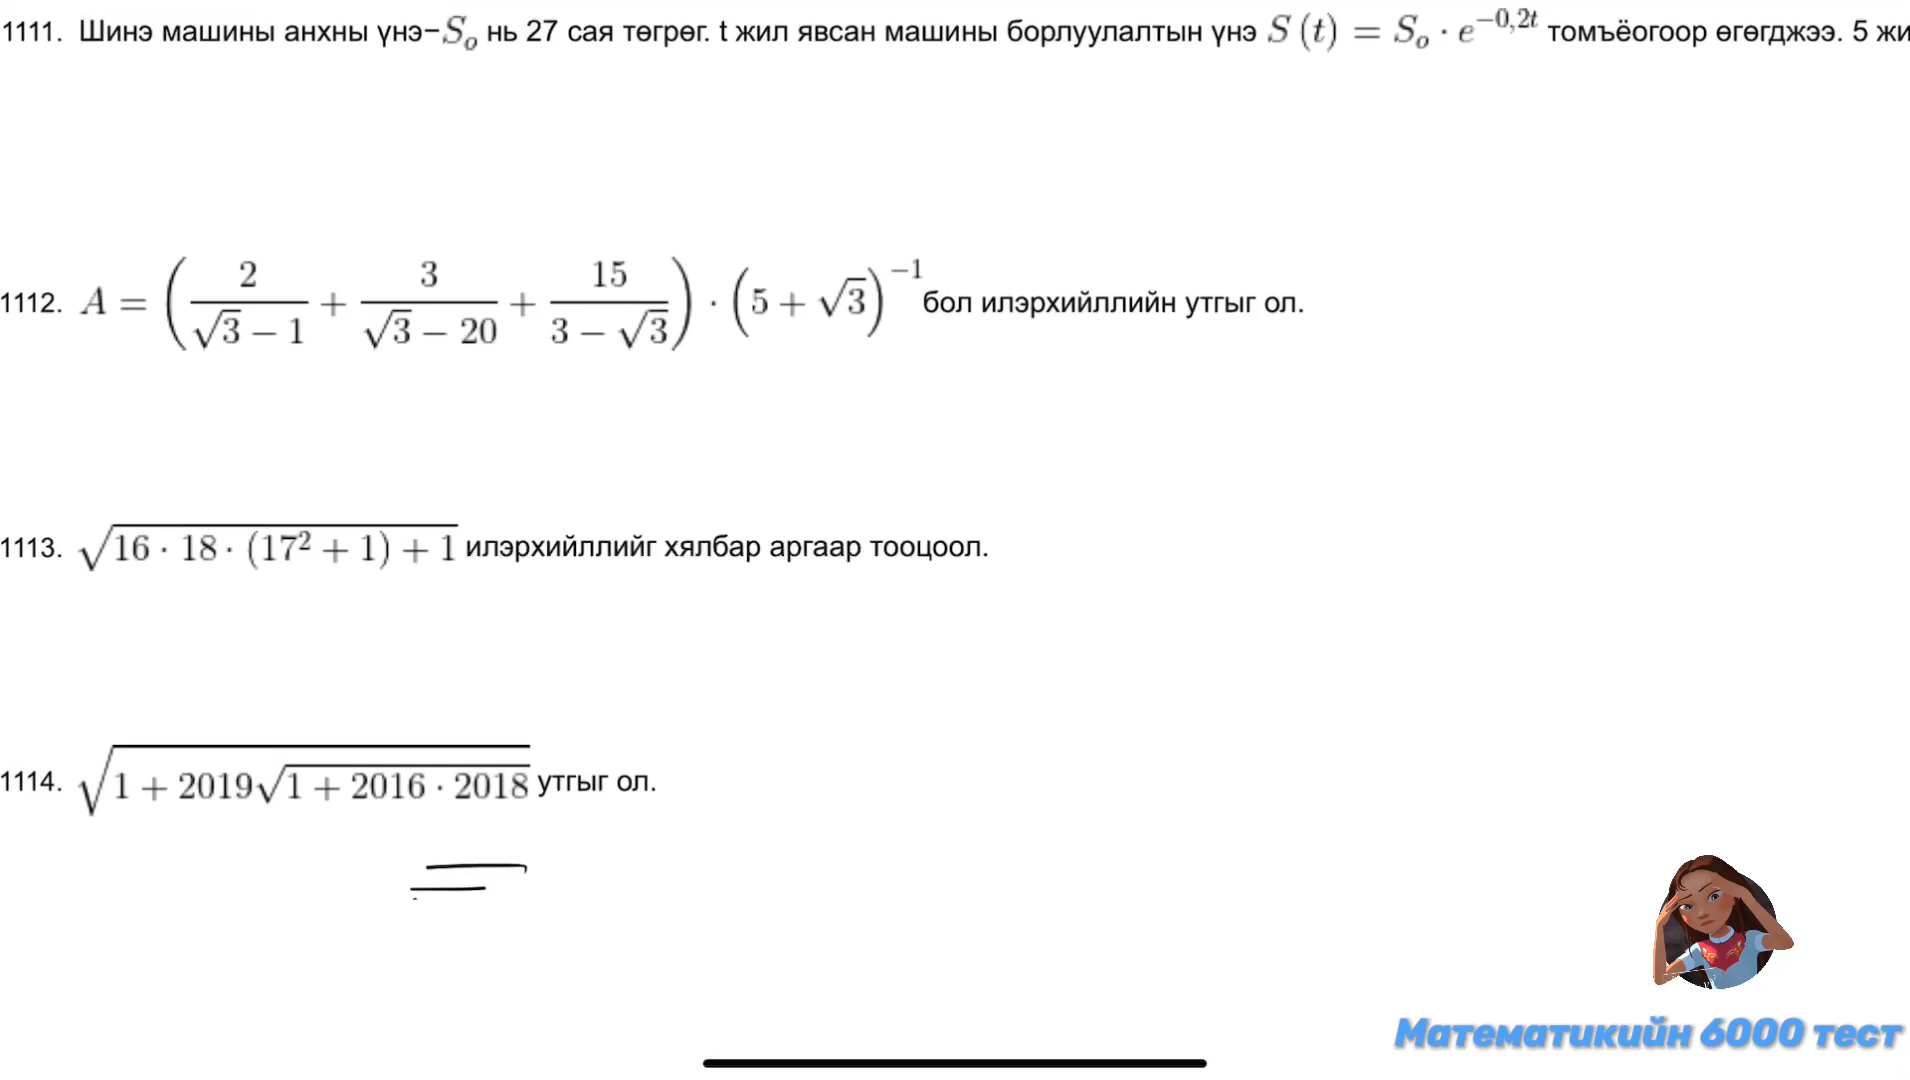 1111. Шинэ машины анхны үнэ−Sₒ нь 27 сая төгрөг. t жил явсан машины борлуулалтын үнэ S (t) = Sₒ · e^{−0,2t} томъёогоор өгөгджээ. 5 жи
1112. A = (2/(√3 − 1) + 3/(√3 − 20) + 15/(3 − √3)) · (5 + √3)^{−1} бол илэрхийллийн утгыг ол.
1113. √(16 · 18 · (17² + 1) + 1) илэрхийллийг хялбар аргаар тооцоол.
1114. √(1 + 2019√(1 + 2016 · 2018)) утгыг ол.
Математикийн 6000 тест